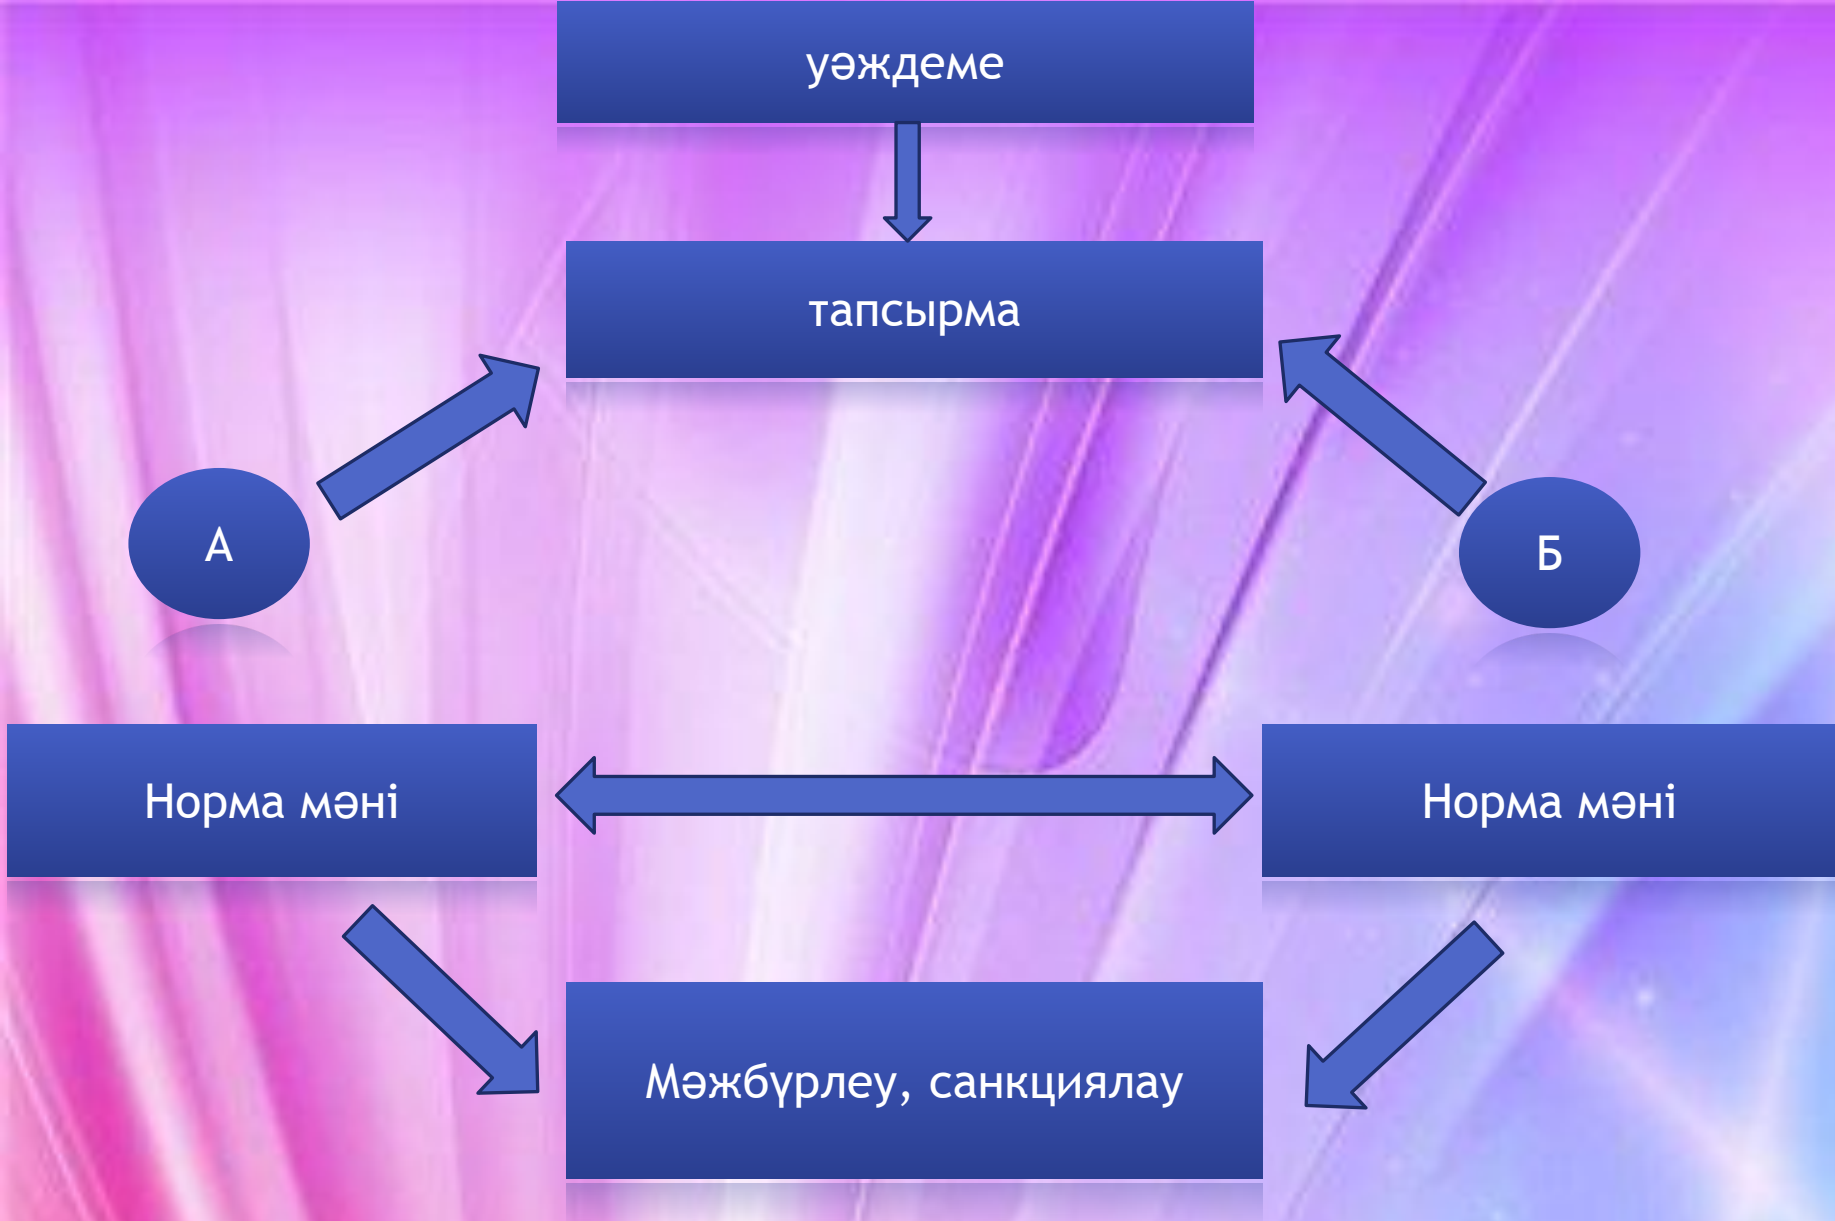 уәждеме
тапсырма
А
Б
Норма мәні
Норма мәні
Мәжбүрлеу, санкциялау